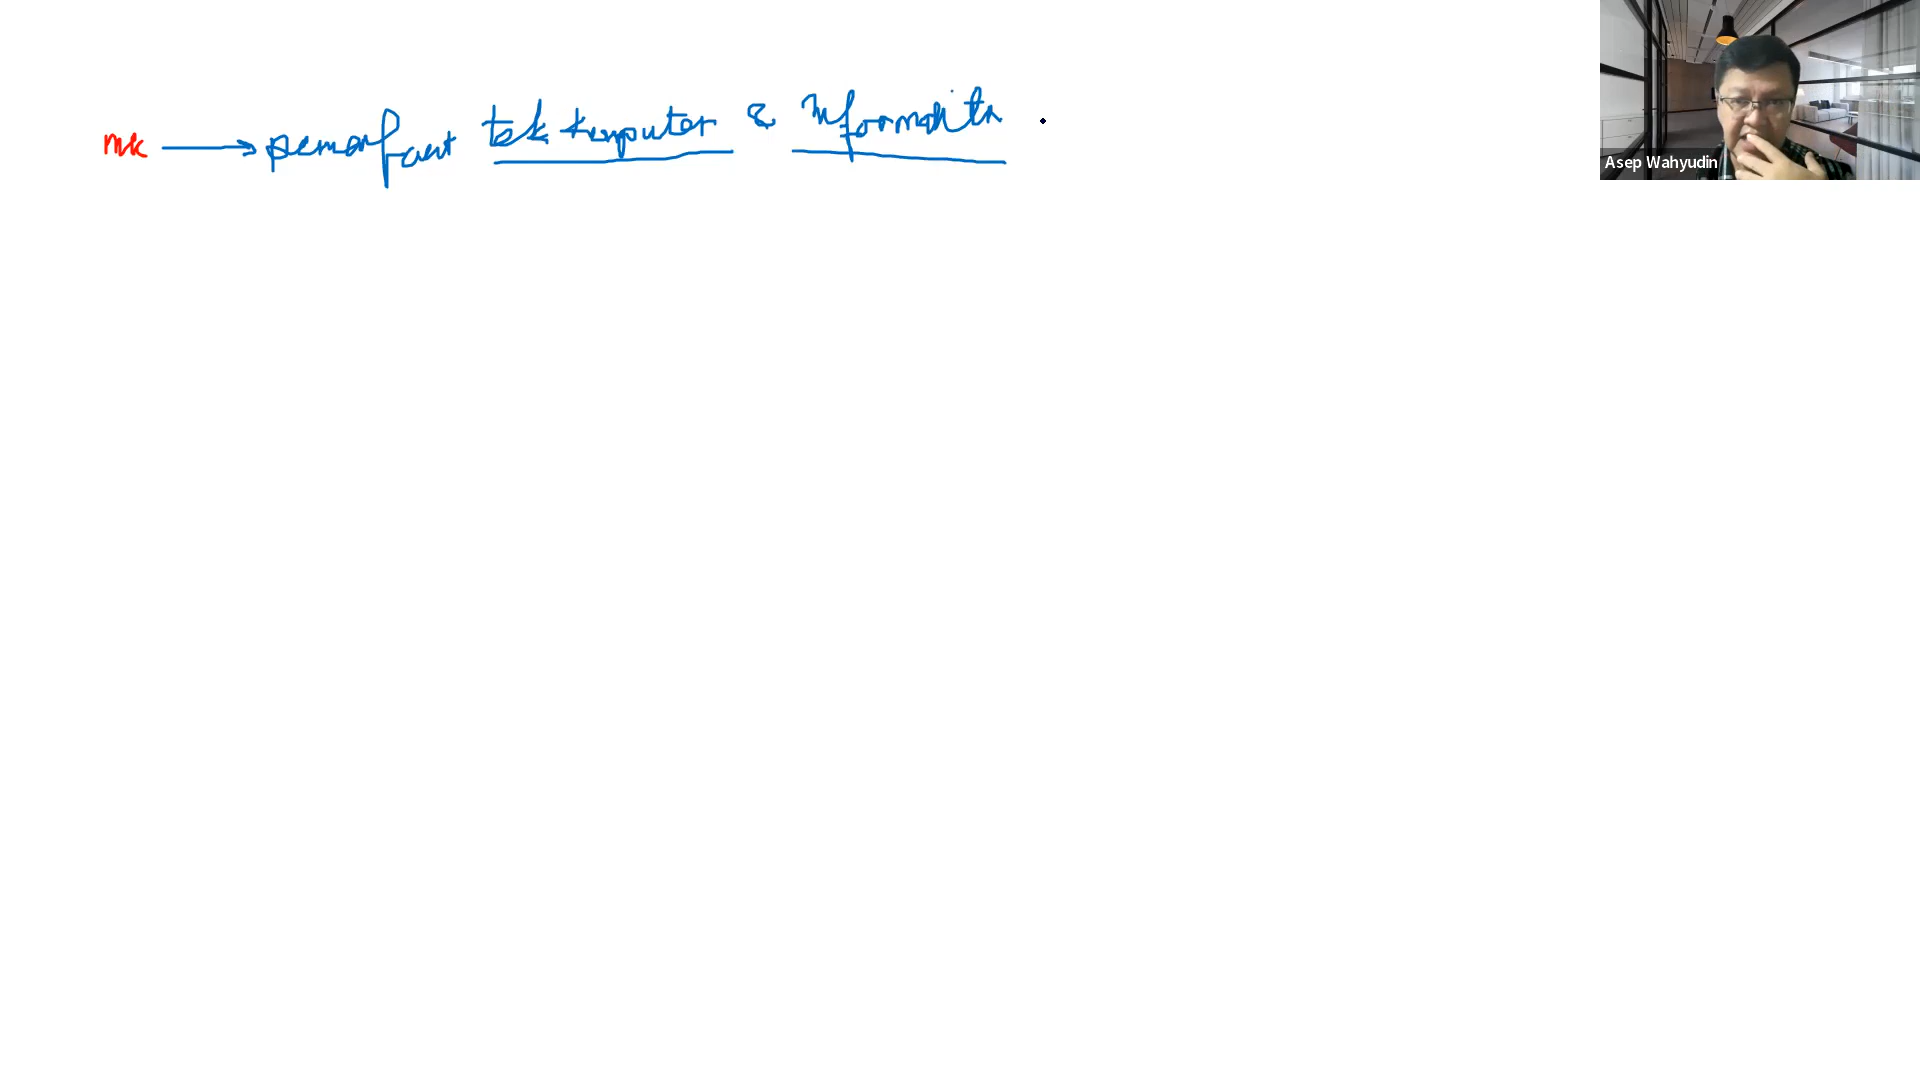 mk → pemanfaat tek komputer & Informatika
Asep Wahyudin